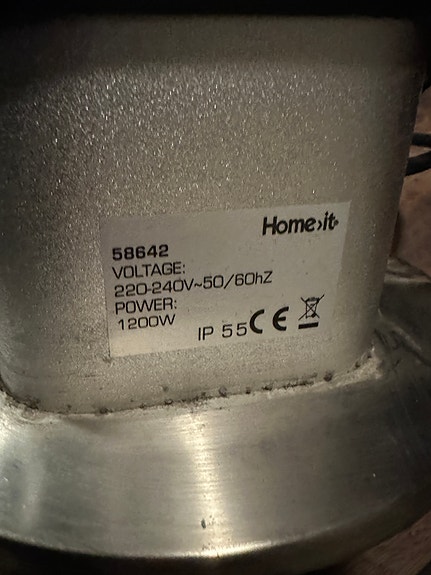 Home›it›
58642
VOLTAGE:
220-240V~50/60hZ
POWER:
1200W
IP 55 CE